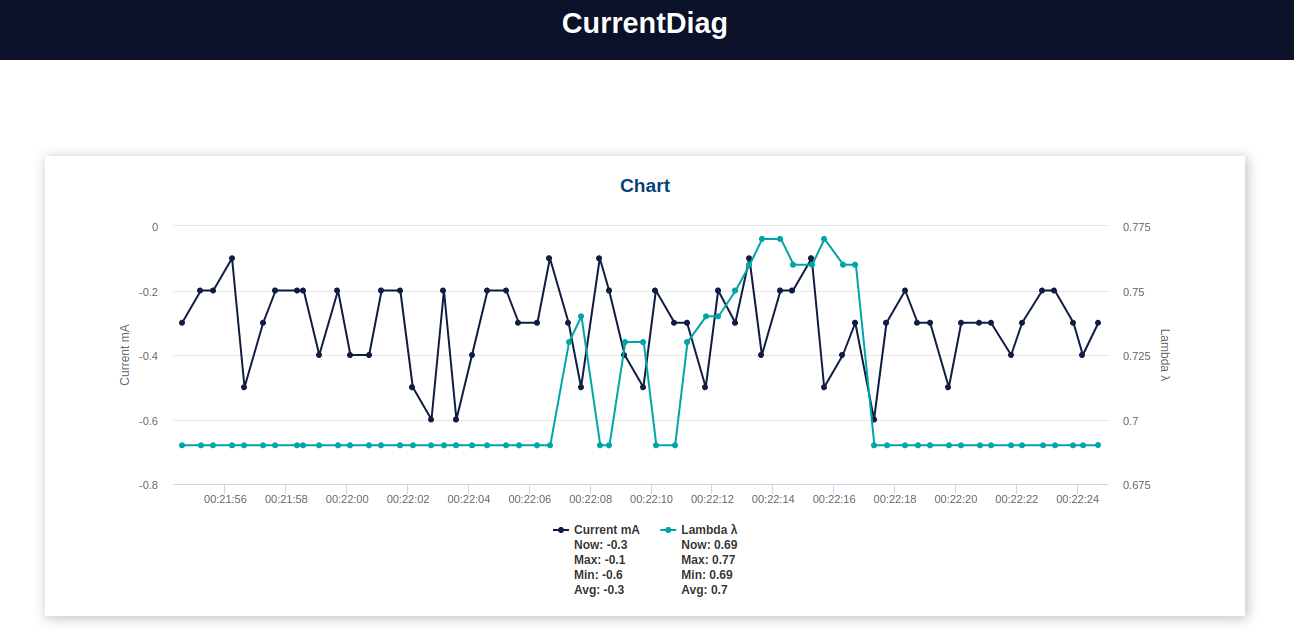 CurrentDiag
Chart
0
-0.2
-0.4
-0.6
-0.8
Current mA
0.775
0.75
0.725
0.7
0.675
Lambda λ
00:21:56 00:21:58 00:22:00 00:22:02 00:22:04 00:22:06 00:22:08 00:22:10 00:22:12 00:22:14 00:22:16 00:22:18 00:22:20 00:22:22 00:22:24
Current mA Lambda λ
Now: -0.3 Now: 0.69
Max: -0.1 Max: 0.77
Min: -0.6 Min: 0.69
Avg: -0.3 Avg: 0.7